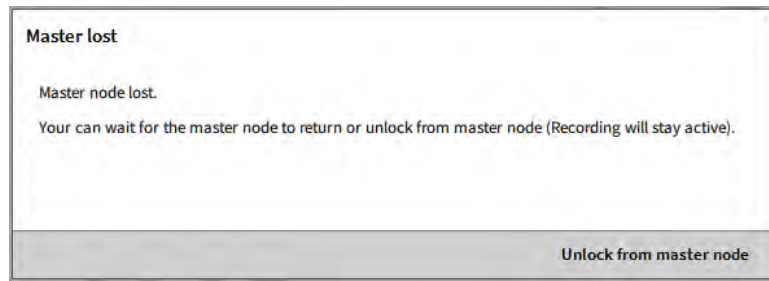 Master lost
Master node lost.
Your can wait for the master node to return or unlock from master node (Recording will stay active).
Unlock from master node